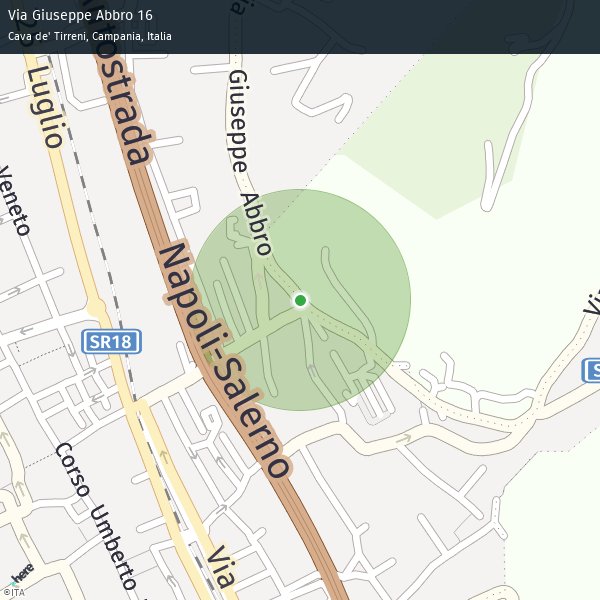 Via Giuseppe Abbro 16
Cava de' Tirreni, Campania, Italia
Luglio
Autostrada
Giuseppe Abbro
Veneto
Napoli-Salerno
SR18
Corso Umberto
Via
here
©ITA